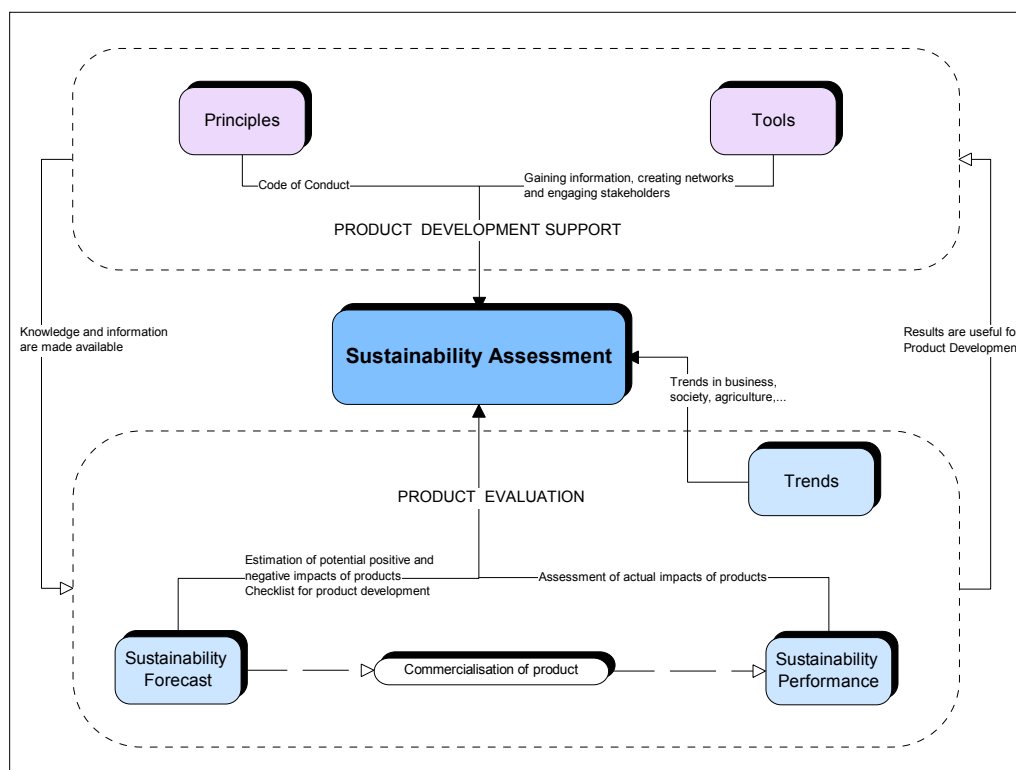 Principles
Tools
Code of Conduct
Gaining information, creating networks
and engaging stakeholders
PRODUCT DEVELOPMENT SUPPORT
Knowledge and information
are made available
Sustainability Assessment
Results are useful fo
Product Developmen
Trends in business,
society, agriculture,...
Trends
PRODUCT EVALUATION
Estimation of potential positive and
negative impacts of products
Checklist for product development
Assessment of actual impacts of products
Sustainability
Forecast
Commercialisation of product
Sustainability
Performance